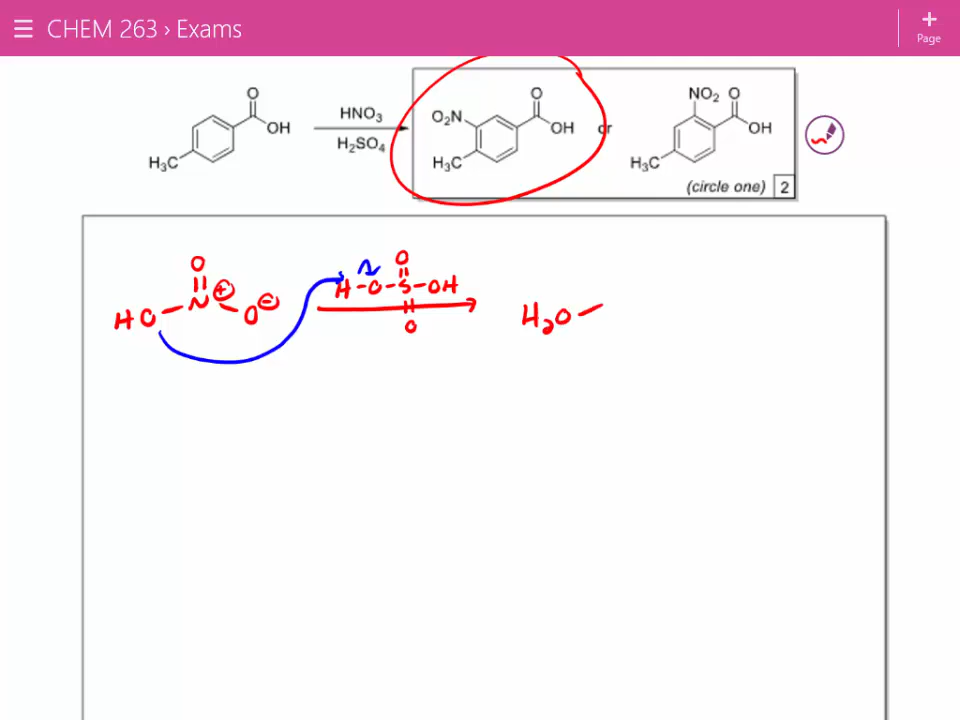 ☰ CHEM 263 › Exams
+
Page
O
OH
H₃C
HNO₃
H₂SO₄
O
O₂N
OH
H₃C
or
NO₂ O
OH
H₃C
(circle one) 2
O
HO N ⊕ O ⊖
O
H-O-S-OH
O
H₂O